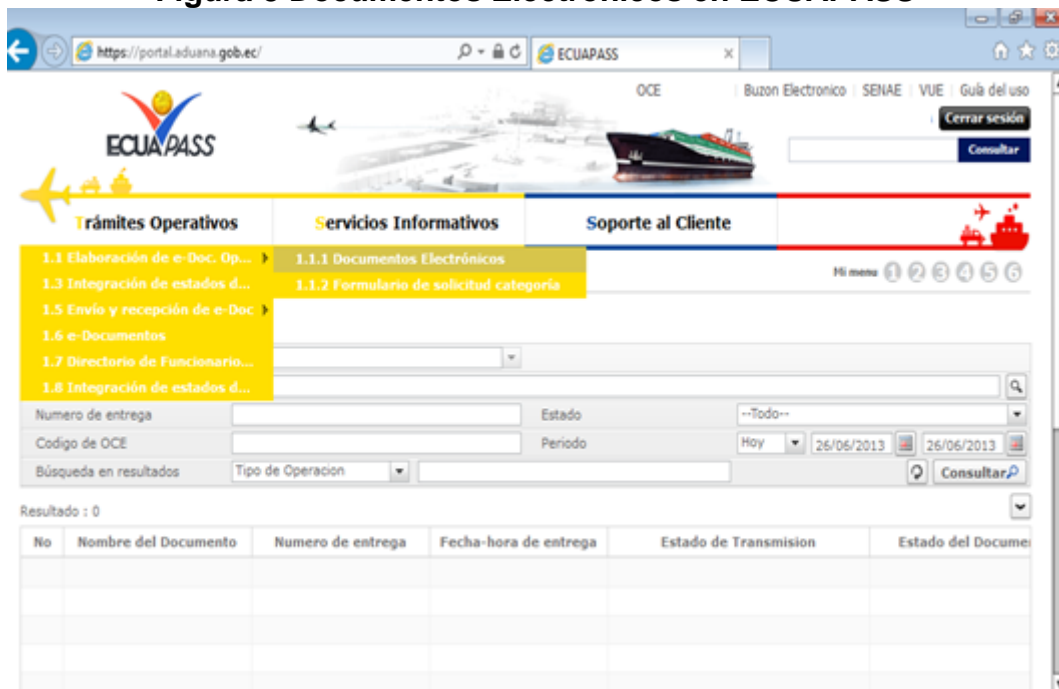 https://portal.aduana.gob.ec/
ECUAPASS
OCE
Buzon Electronico | SENAE | VUE | Guía del uso
Cerrar sesión
ECUAPASS
Consultar
Trámites Operativos
Servicios Informativos
Soporte al Cliente
1.1 Elaboración de e-Doc. Op...
1.1.1 Documentos Electrónicos
1.3 Integración de estados d...
1.1.2 Formulario de solicitud categoría
Mi menu 1 2 3 4 5 6
1.5 Envío y recepción de e-Doc
1.6 e-Documentos
1.7 Directorio de Funcionario...
1.8 Integración de estados d...
Numero de entrega
Estado
--Todo--
Codigo de OCE
Periodo
Hoy
26/06/2013
26/06/2013
Búsqueda en resultados
Tipo de Operacion
Consultar
Resultado : 0
No
Nombre del Documento
Numero de entrega
Fecha-hora de entrega
Estado de Transmision
Estado del Docume